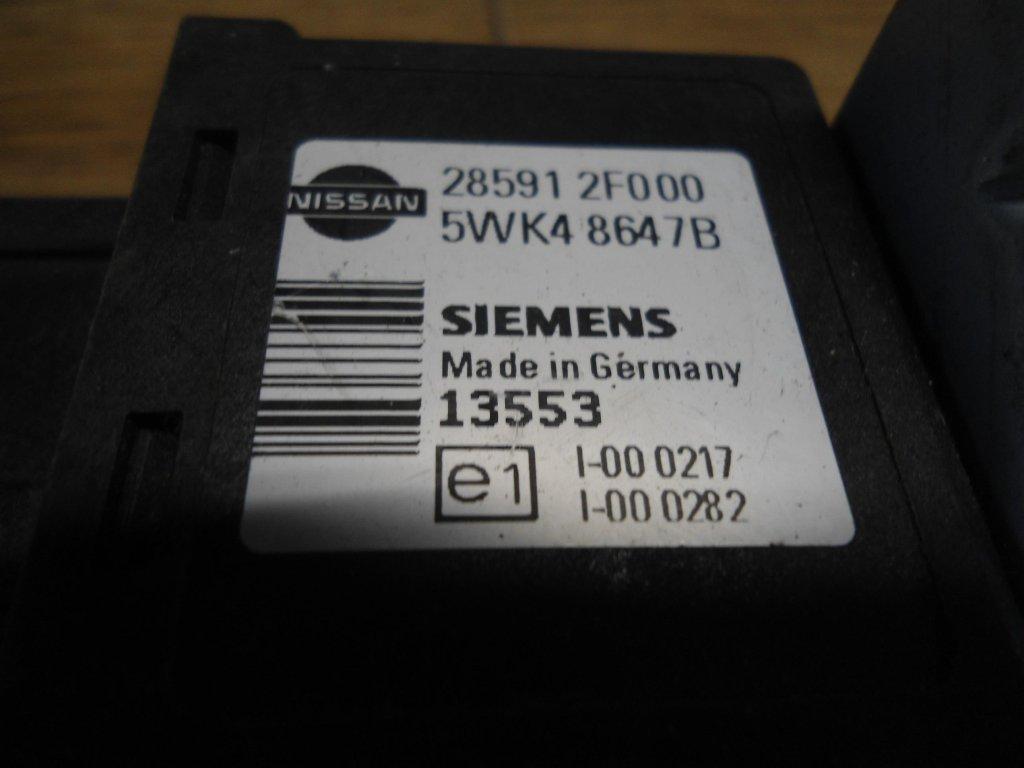 NISSAN
28591 2F000
5WK4 8647B
SIEMENS
Made in Germany
13553
e1
I-00 0217
I-00 0282